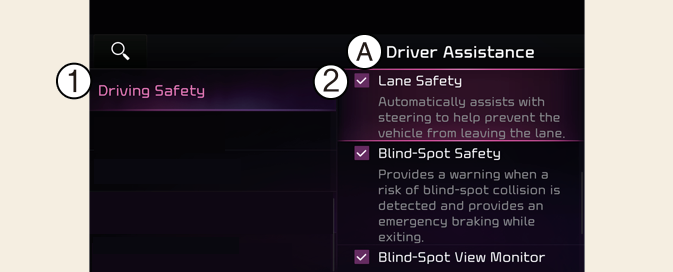 A Driver Assistance
1 Driving Safety
2 Lane Safety
Automatically assists with
steering to help prevent the
vehicle from leaving the lane.
Blind-Spot Safety
Provides a warning when a
risk of blind-spot collision is
detected and provides an
emergency braking while
exiting.
Blind-Spot View Monitor